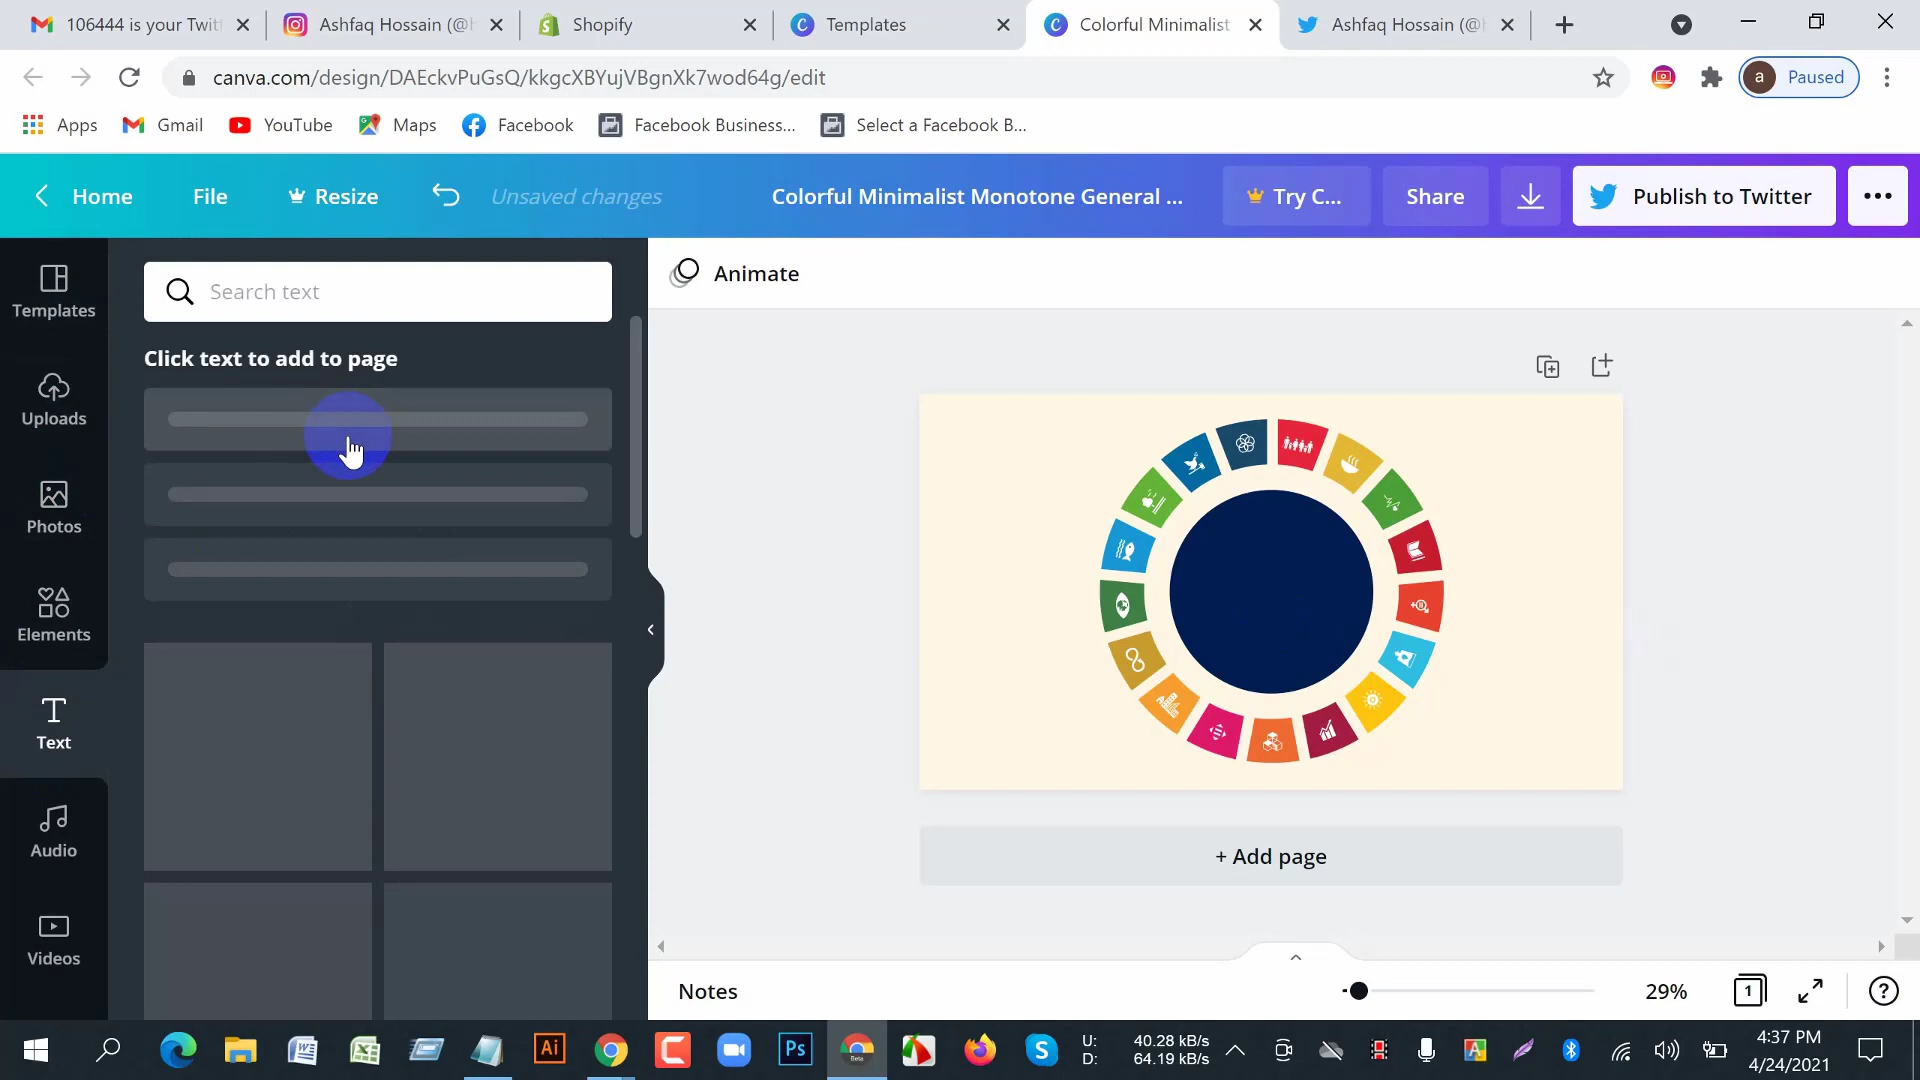 106444 is your Twit
Ashfaq Hossain (@h
Shopify
Templates
Colorful Minimalist
Ashfaq Hossain (@h
canva.com/design/DAEckvPuGsQ/kkgcXBYujVBgnXk7wod64g/edit
a
Paused
Apps
Gmail
YouTube
Maps
Facebook
Facebook Business...
Select a Facebook B...
Home
File
Resize
Unsaved changes
Colorful Minimalist Monotone General ...
Try C...
Share
Publish to Twitter
Templates
Uploads
Photos
Elements
Text
Audio
Videos
Search text
Click text to add to page
Animate
+ Add page
Notes
29%
1
?
Ai
Ps
Beta
U: 40.28 kB/s
D: 64.19 kB/s
A
4:37 PM
4/24/2021